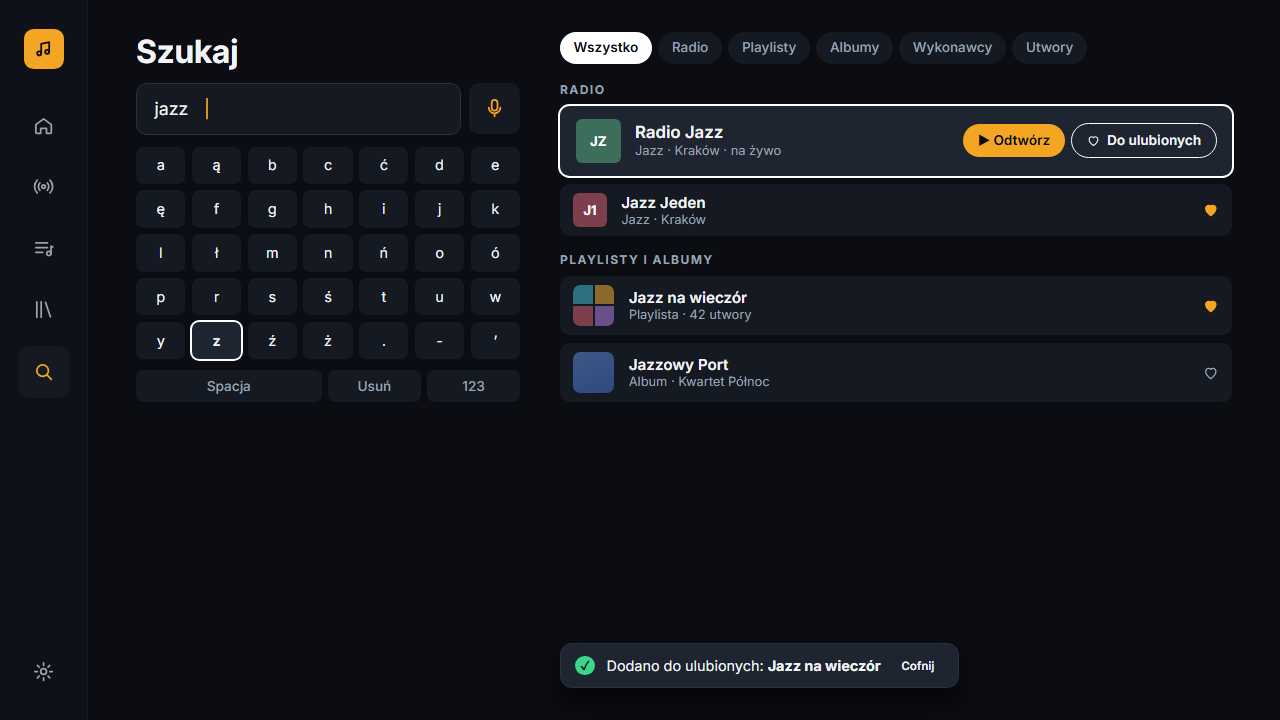 Szukaj
jazz
a ą b c ć d e
ę f g h i j k
l ł m n ń o ó
p r s ś t u w
y z ź ż . - ’
Spacja Usuń 123
Wszystko Radio Playlisty Albumy Wykonawcy Utwory
RADIO
JZ
Radio Jazz
Jazz · Kraków · na żywo
▶ Odtwórz
Do ulubionych
J1
Jazz Jeden
Jazz · Kraków
PLAYLISTY I ALBUMY
Jazz na wieczór
Playlista · 42 utwory
Jazzowy Port
Album · Kwartet Północ
Dodano do ulubionych: Jazz na wieczór Cofnij